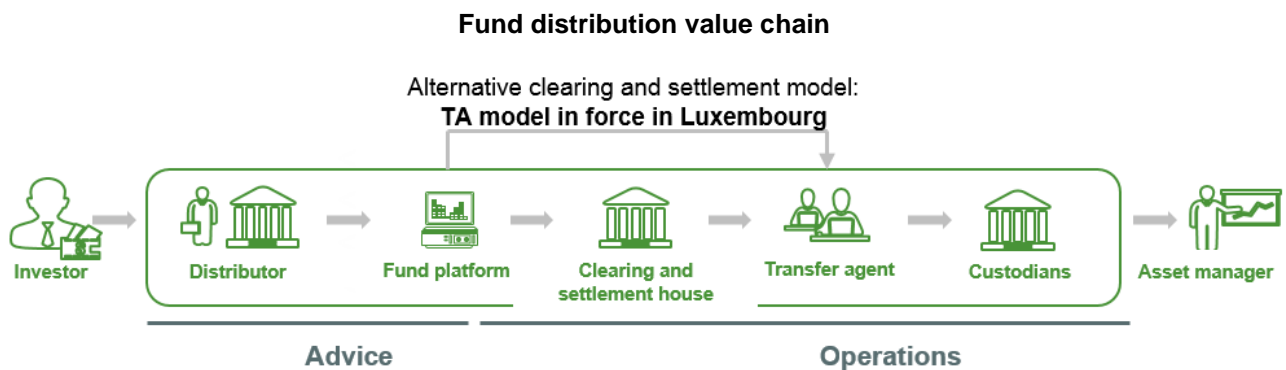 Fund distribution value chain
Alternative clearing and settlement model:
TA model in force in Luxembourg
Investor
Distributor
Fund platform
Clearing and
settlement house
Transfer agent
Custodians
Asset manager
Advice
Operations